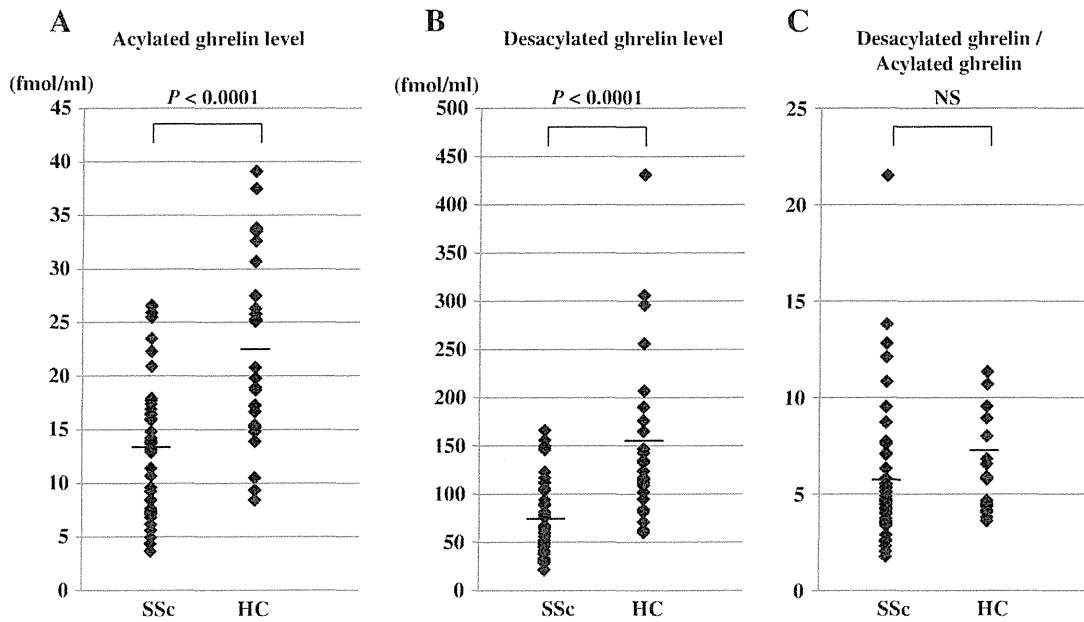 A
Acylated ghrelin level
(fmol/ml)
P < 0.0001
45
40
35
30
25
20
15
10
5
0
SSc HC
B
Desacylated ghrelin level
(fmol/ml)
P < 0.0001
500
450
400
350
300
250
200
150
100
50
0
SSc HC
C
Desacylated ghrelin /
Acylated ghrelin
NS
25
20
15
10
5
0
SSc HC